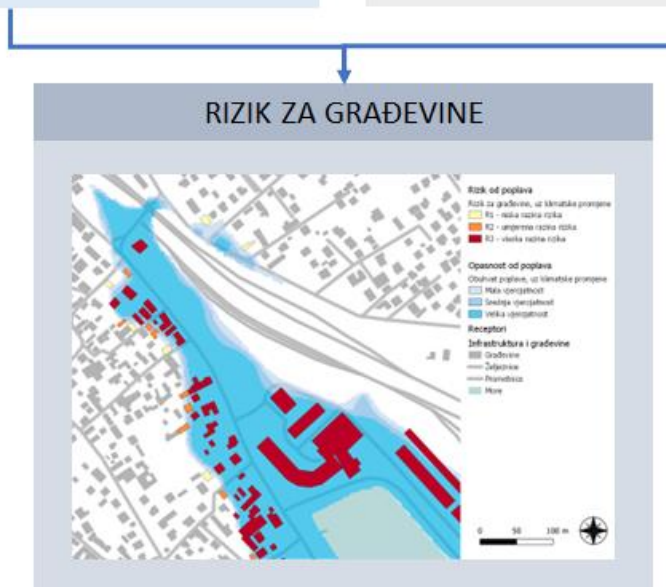 RIZIK ZA GRAĐEVINE
Rizik od poplava
Rizik za građevine, uz klimatske promjene
R1 - niska razina rizika
R2 - umjerena razina rizika
R3 - visoka razina rizika
Opasnost od poplava
Obuhvat poplave, uz klimatske promjene
Mala vjerojatnost
Srednja vjerojatnost
Velika vjerojatnost
Receptori
Infrastruktura i građevine
Građevine
Željeznice
Prometnice
More
0 50 100 m